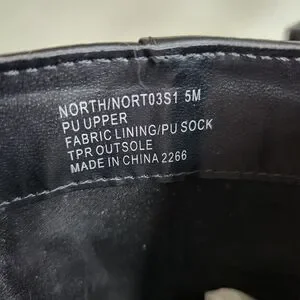 NORTH/NORT03S1 5M
PU UPPER
FABRIC LINING/PU SOCK
TPR OUTSOLE
MADE IN CHINA 2266